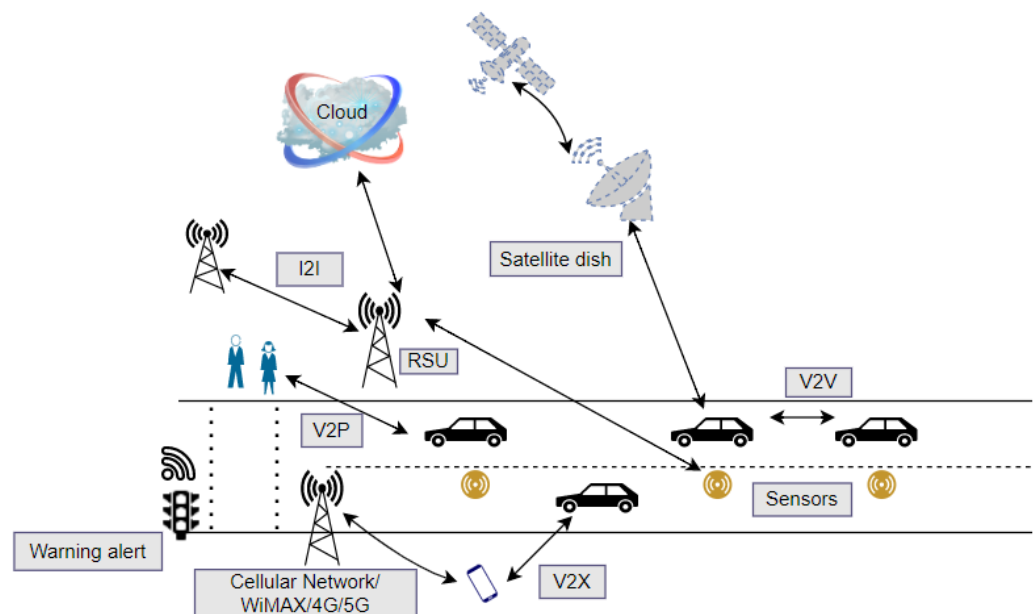 Cloud
I2I
Satellite dish
RSU
V2V
V2P
Sensors
Warning alert
Cellular Network/
WiMAX/4G/5G
V2X